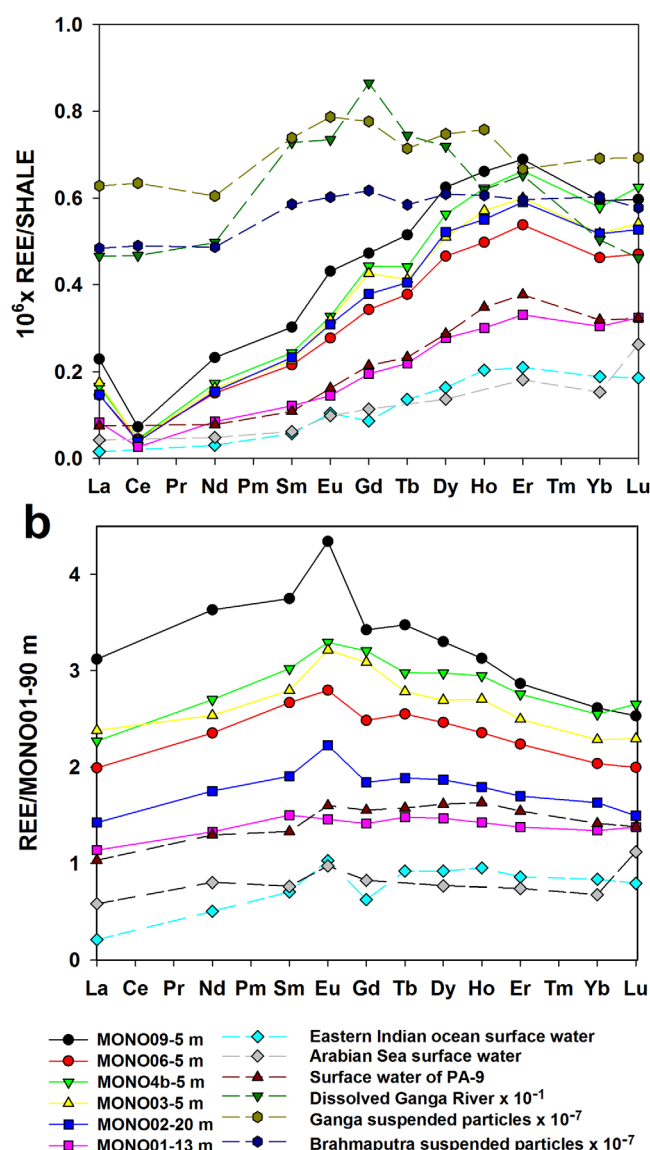 1.0
0.8
0.6
0.4
0.2
0.0
10⁶x REE/SHALE
La Ce Pr Nd Pm Sm Eu Gd Tb Dy Ho Er Tm Yb Lu
b
4
3
2
1
0
REE/MONO01-90 m
La Ce Pr Nd Pm Sm Eu Gd Tb Dy Ho Er Tm Yb Lu
MONO09-5 m
MONO06-5 m
MONO4b-5 m
MONO03-5 m
MONO02-20 m
MONO01-13 m
Eastern Indian ocean surface water
Arabian Sea surface water
Surface water of PA-9
Dissolved Ganga River x 10⁻¹
Ganga suspended particles x 10⁻⁷
Brahmaputra suspended particles x 10⁻⁷